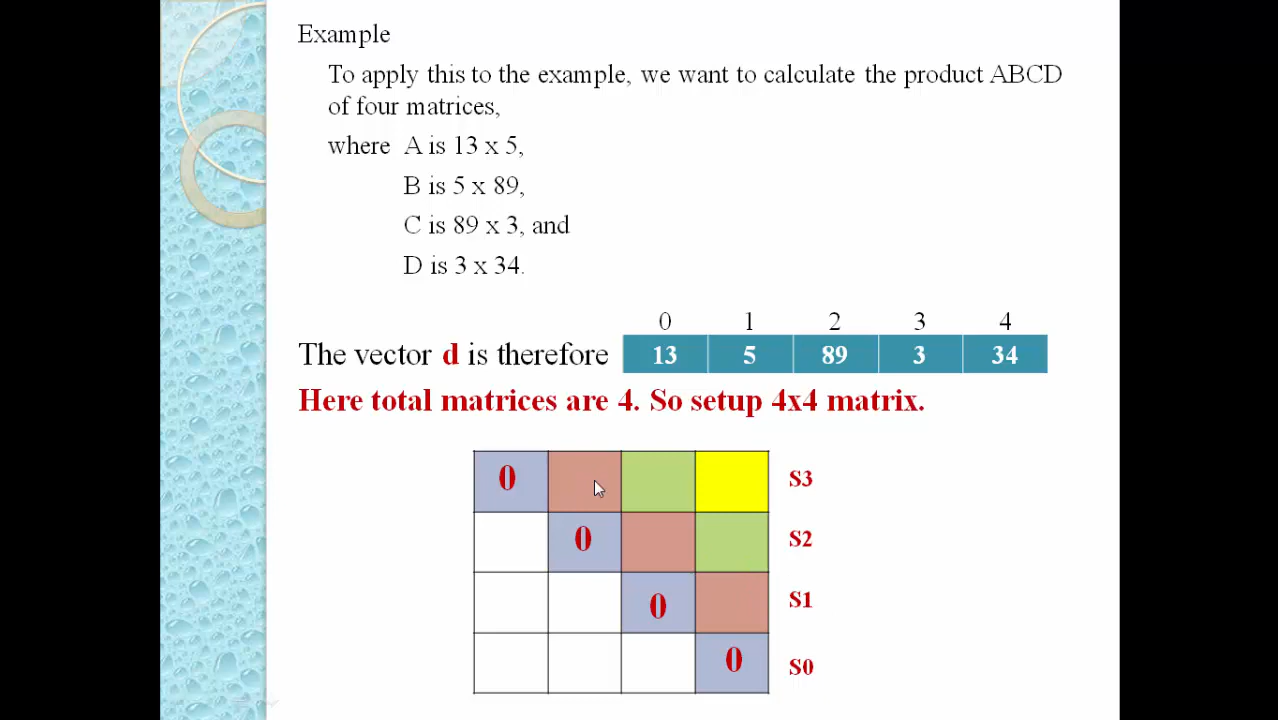 Example
To apply this to the example, we want to calculate the product ABCD
of four matrices,
where A is 13 x 5,
B is 5 x 89,
C is 89 x 3, and
D is 3 x 34.
0 1 2 3 4
The vector d is therefore 13 5 89 3 34
Here total matrices are 4. So setup 4x4 matrix.
0 S3
0 S2
0 S1
0 S0